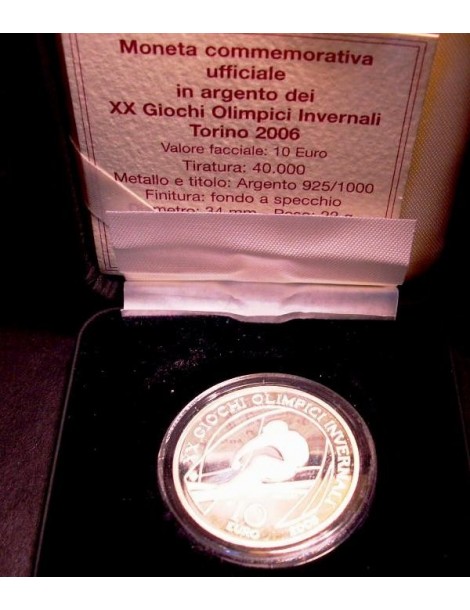 Moneta commemorativa
ufficiale
in argento dei
XX Giochi Olimpici Invernali
Torino 2006
Valore facciale: 10 Euro
Tiratura: 40.000
Metallo e titolo: Argento 925/1000
Finitura: fondo a specchio
XX GIOCHI OLIMPICI INVERNALI
EURO 2006